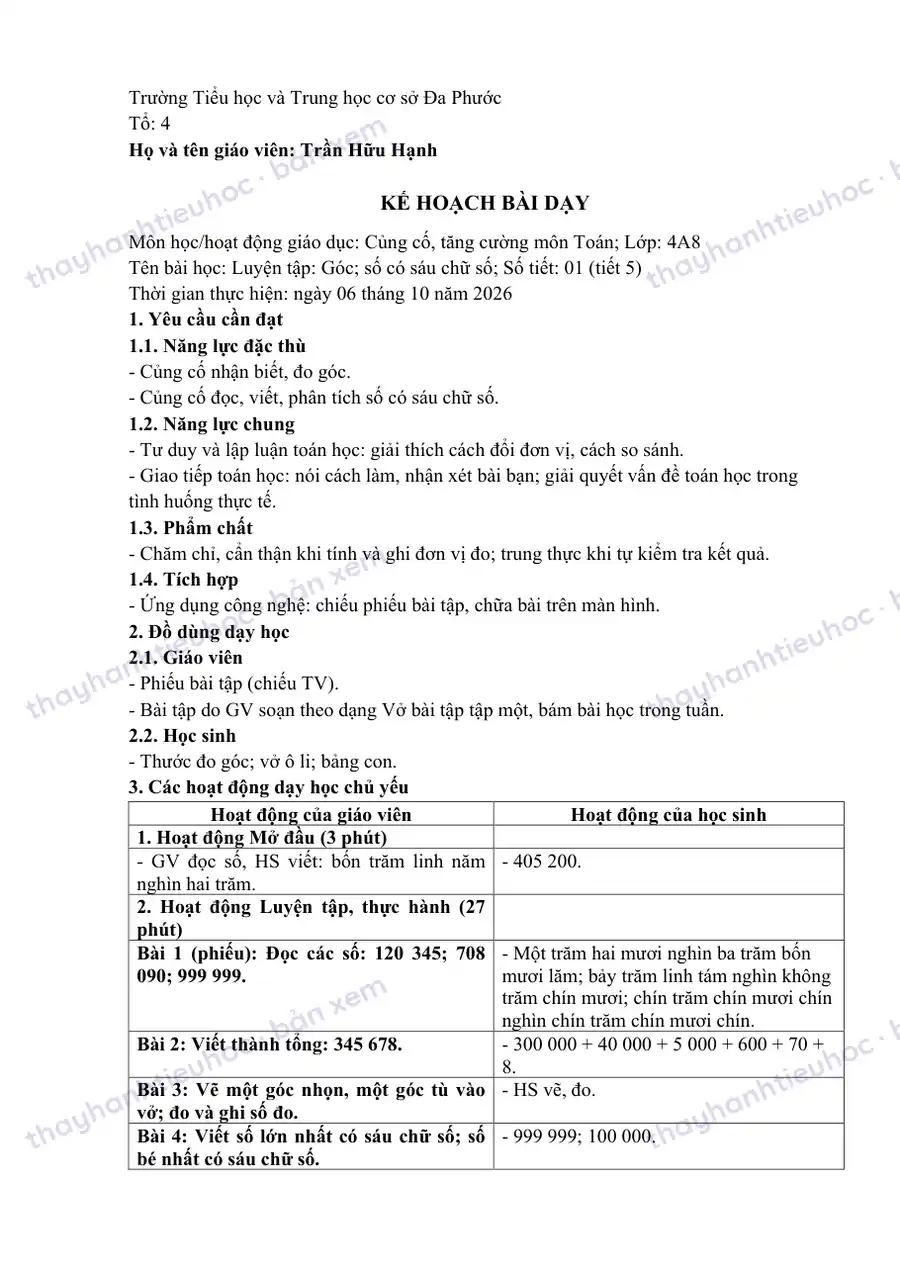 Trường Tiểu học và Trung học cơ sở Đa Phước
Tổ: 4
Họ và tên giáo viên: Trần Hữu Hạnh
KẾ HOẠCH BÀI DẠY
Môn học/hoạt động giáo dục: Củng cố, tăng cường môn Toán; Lớp: 4A8
Tên bài học: Luyện tập: Góc; số có sáu chữ số; Số tiết: 01 (tiết 5)
Thời gian thực hiện: ngày 06 tháng 10 năm 2026
1. Yêu cầu cần đạt
1.1. Năng lực đặc thù
- Củng cố nhận biết, đo góc.
- Củng cố đọc, viết, phân tích số có sáu chữ số.
1.2. Năng lực chung
- Tư duy và lập luận toán học: giải thích cách đổi đơn vị, cách so sánh.
- Giao tiếp toán học: nói cách làm, nhận xét bài bạn; giải quyết vấn đề toán học trong
tình huống thực tế.
1.3. Phẩm chất
- Chăm chỉ, cẩn thận khi tính và ghi đơn vị đo; trung thực khi tự kiểm tra kết quả.
1.4. Tích hợp
- Ứng dụng công nghệ: chiếu phiếu bài tập, chữa bài trên màn hình.
2. Đồ dùng dạy học
2.1. Giáo viên
- Phiếu bài tập (chiếu TV).
- Bài tập do GV soạn theo dạng Vở bài tập tập một, bám bài học trong tuần.
2.2. Học sinh
- Thước đo góc; vở ô li; bảng con.
3. Các hoạt động dạy học chủ yếu
Hoạt động của giáo viên
Hoạt động của học sinh
1. Hoạt động Mở đầu (3 phút)
- GV đọc số, HS viết: bốn trăm linh năm
nghìn hai trăm.
- 405 200.
2. Hoạt động Luyện tập, thực hành (27
phút)
Bài 1 (phiếu): Đọc các số: 120 345; 708
090; 999 999.
- Một trăm hai mươi nghìn ba trăm bốn
mươi lăm; bảy trăm linh tám nghìn không
trăm chín mươi; chín trăm chín mươi chín
nghìn chín trăm chín mươi chín.
Bài 2: Viết thành tổng: 345 678.
- 300 000 + 40 000 + 5 000 + 600 + 70 +
8.
Bài 3: Vẽ một góc nhọn, một góc tù vào
vở; đo và ghi số đo.
- HS vẽ, đo.
Bài 4: Viết số lớn nhất có sáu chữ số; số
bé nhất có sáu chữ số.
- 999 999; 100 000.
thayhanhtieuhoc · bản xem
thayhanhtieuhoc · b
thayhanhtieuhoc · bản xem
thayhanhtieuhoc · b
thayhanhtieuhoc · bản xem
thayhanhtieuhoc · b